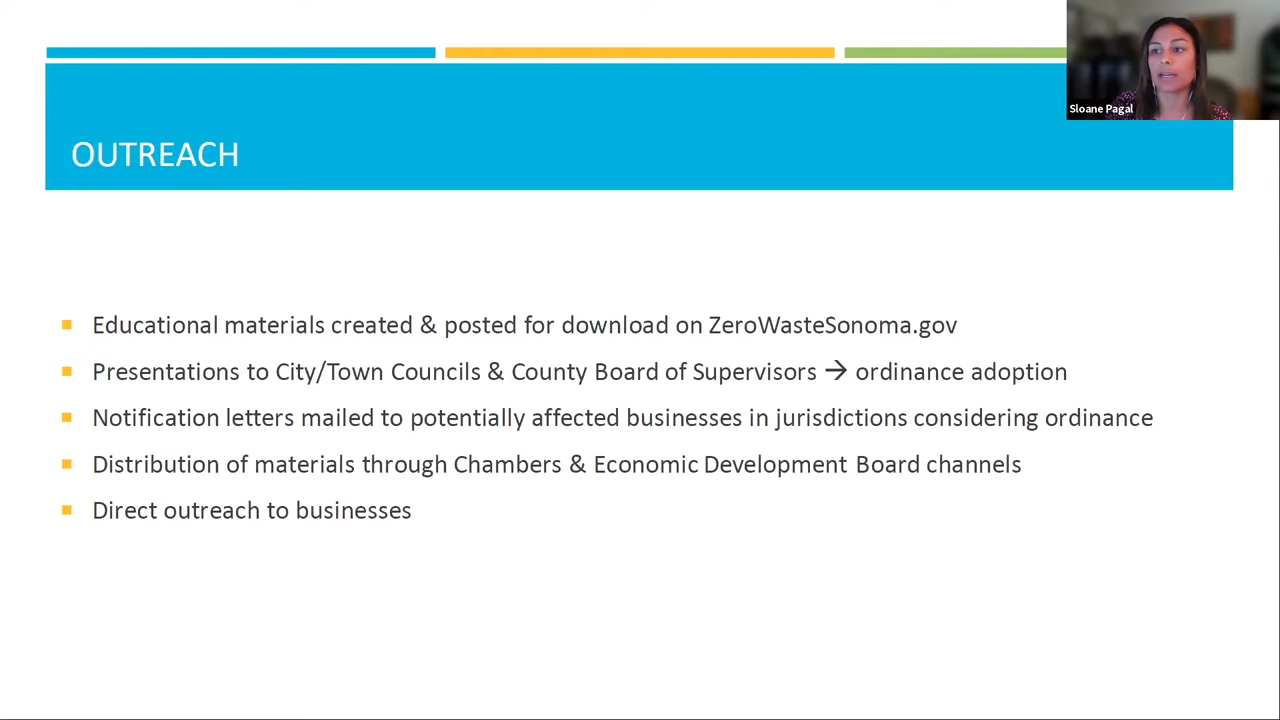 Sloane Pagal
OUTREACH
Educational materials created & posted for download on ZeroWasteSonoma.gov
Presentations to City/Town Councils & County Board of Supervisors → ordinance adoption
Notification letters mailed to potentially affected businesses in jurisdictions considering ordinance
Distribution of materials through Chambers & Economic Development Board channels
Direct outreach to businesses